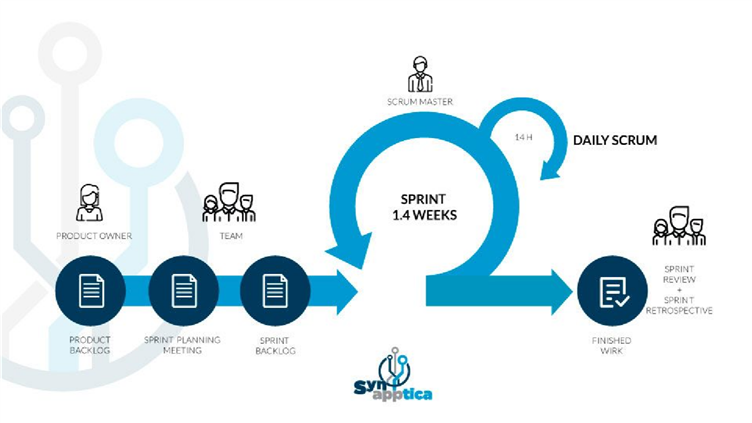 SCRUM MASTER
14 H
DAILY SCRUM
SPRINT
1.4 WEEKS
PRODUCT OWNER
TEAM
SPRINT
REVIEW
+
SPRINT
RETROSPECTIVE
PRODUCT
BACKLOG
SPRINT PLANNING
MEETING
SPRINT
BACKLOG
FINISHED
WIRK
Syn
apptica